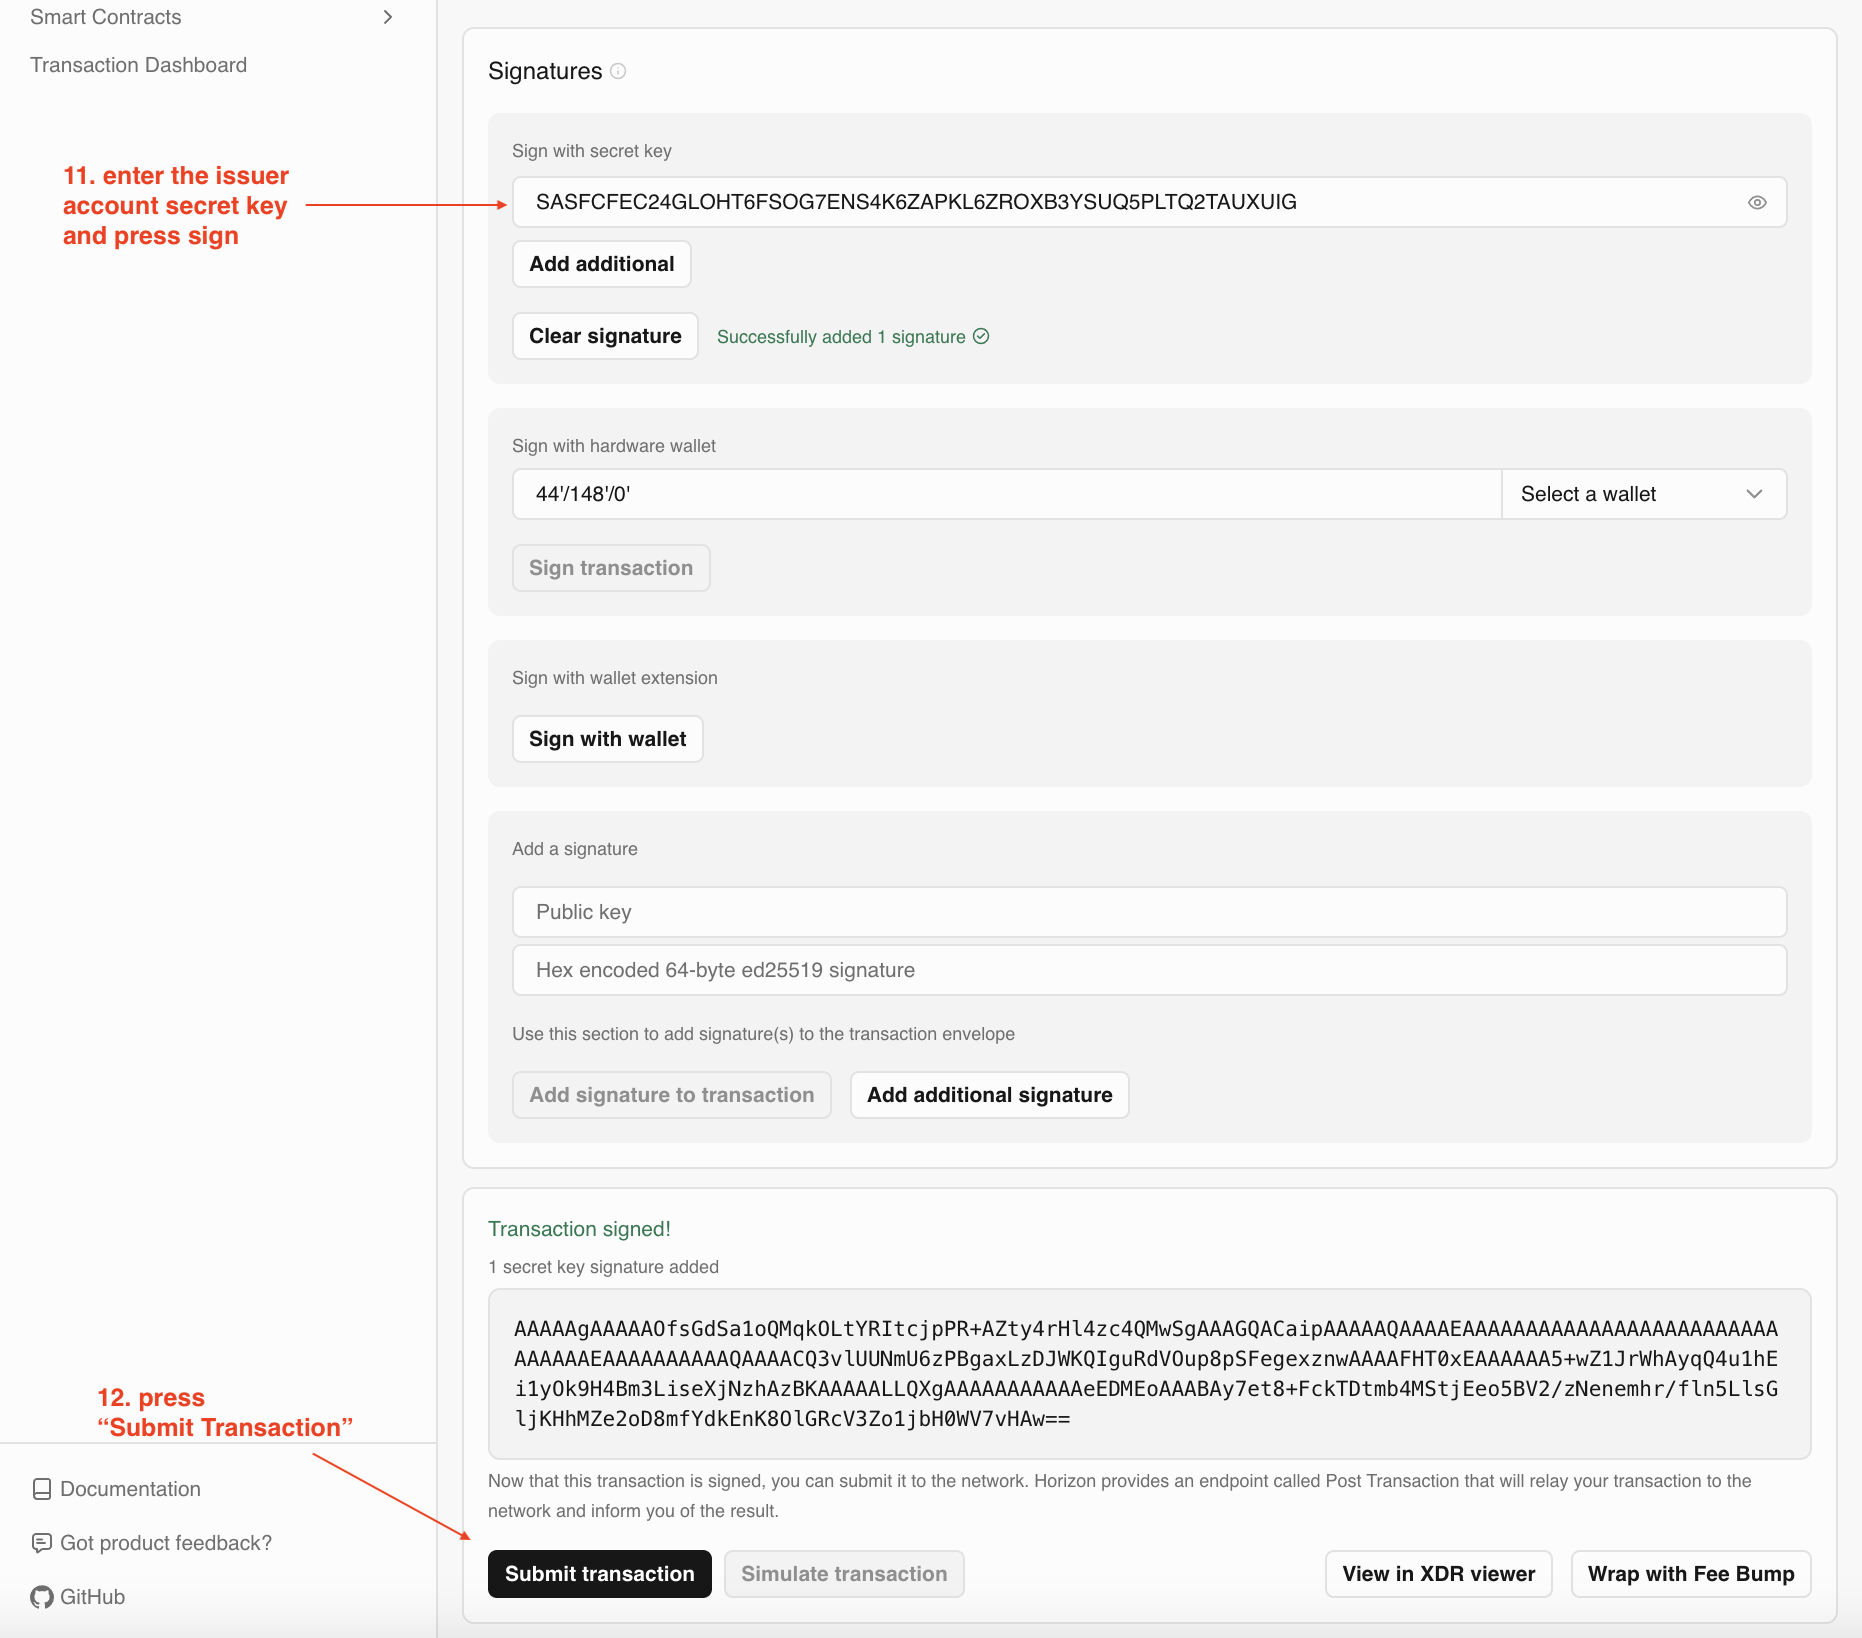 Smart Contracts
Transaction Dashboard
11. enter the issuer
account secret key
and press sign
12. press
“Submit Transaction”
Documentation
Got product feedback?
GitHub
Signatures
Sign with secret key
SASFCFEC24GLOHT6FSOG7ENS4K6ZAPKL6ZROXB3YSUQ5PLTQ2TAUXUIG
Add additional
Clear signature
Successfully added 1 signature
Sign with hardware wallet
44'/148'/0'
Select a wallet
Sign transaction
Sign with wallet extension
Sign with wallet
Add a signature
Public key
Hex encoded 64-byte ed25519 signature
Use this section to add signature(s) to the transaction envelope
Add signature to transaction
Add additional signature
Transaction signed!
1 secret key signature added
AAAAAgAAAAAOfsGdSa1oQMqkOLtYRItcjpPR+AZty4rHl4zc4QMwSgAAAGQACaipAAAAAQAAAAEAAAAAAAAAAAAAAAAAAAAAAAAA
AAAAAAEAAAAAAAAAAQAAAACQ3vlUUNmU6zPBgaxLzDJWKQIguRdVOup8pSFegexznwAAAAFHT0xEAAAAAA5+wZ1JrWhAyqQ4u1hE
i1yOk9H4Bm3LiseXjNzhAzBKAAAAALLQXgAAAAAAAAAAAeEDMEoAAABAy7et8+FckTDtmb4MStjEeo5BV2/zNenemhr/fln5LlsG
ljKHhMZe2oD8mfYdkEnK8OlGRcV3Zo1jbH0WV7vHAw==
Now that this transaction is signed, you can submit it to the network. Horizon provides an endpoint called Post Transaction that will relay your transaction to the
network and inform you of the result.
Submit transaction
Simulate transaction
View in XDR viewer
Wrap with Fee Bump